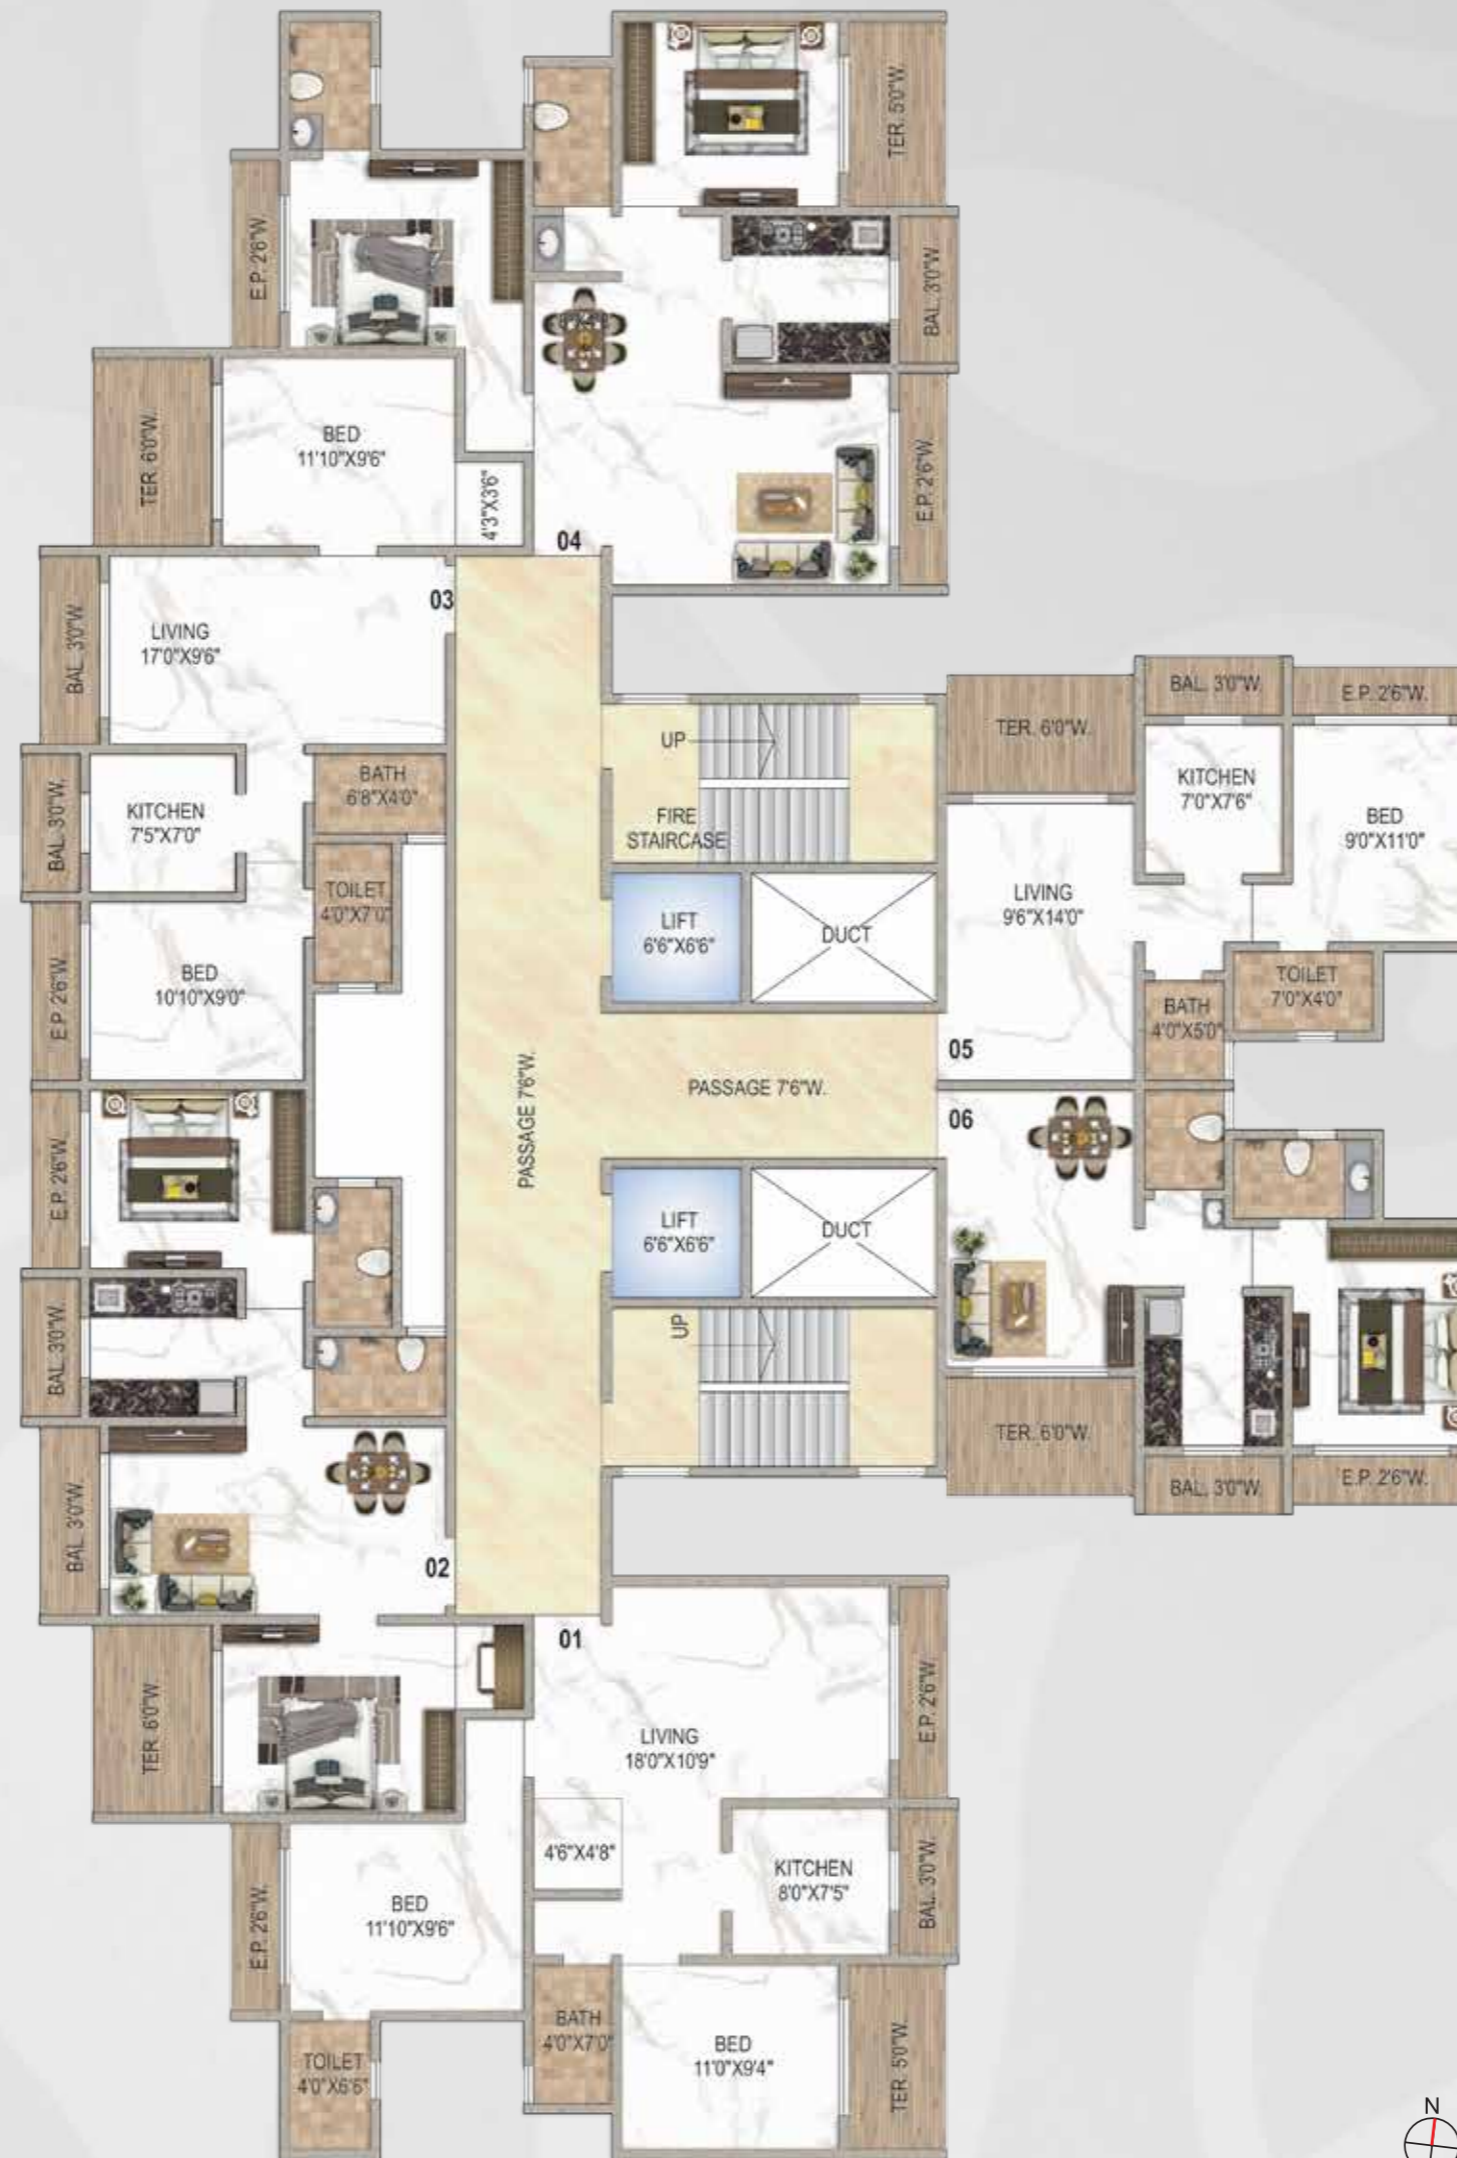 TER. 5'0"W.
E.P. 2'6"W.
BAL. 3'0"W.
TER. 6'0"W.
BED
11'10"X9'6"
4'3"X3'6"
E.P. 2'6"W.
04
03
BAL. 3'0"W.
LIVING
17'0"X9'6"
BAL. 3'0"W.
E.P. 2'6"W.
TER. 6'0"W.
UP
FIRE
STAIRCASE
BAL. 3'0"W.
KITCHEN
7'5"X7'0"
BATH
6'8"X4'0"
KITCHEN
7'0"X7'6"
BED
9'0"X11'0"
TOILET
4'0"X7'0"
LIFT
6'6"X6'6"
DUCT
LIVING
9'6"X14'0"
E.P. 2'6"W.
BED
10'10"X9'0"
TOILET
7'0"X4'0"
BATH
4'0"X5'0"
05
PASSAGE 7'6"W.
PASSAGE 7'6"W.
06
E.P. 2'6"W.
LIFT
6'6"X6'6"
DUCT
BAL. 3'0"W.
UP
TER. 6'0"W.
BAL. 3'0"W.
E.P. 2'6"W.
BAL. 3'0"W.
02
01
TER. 6'0"W.
LIVING
18'0"X10'9"
E.P. 2'6"W.
4'6"X4'8"
KITCHEN
8'0"X7'5"
BAL. 3'0"W.
E.P. 2'6"W.
BED
11'10"X9'6"
BATH
4'0"X7'0"
BED
11'0"X9'4"
TER. 5'0"W.
TOILET
4'0"X6'6"
N